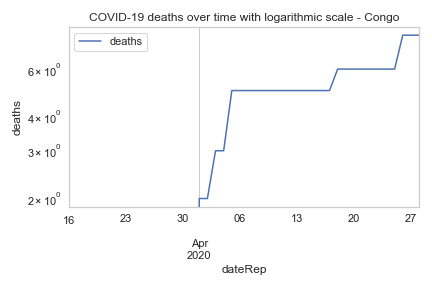 COVID-19 deaths over time with logarithmic scale - Congo
deaths
6 × 10⁰
4 × 10⁰
3 × 10⁰
2 × 10⁰
deaths
16 23 30 06 13 20 27
Apr
2020
dateRep